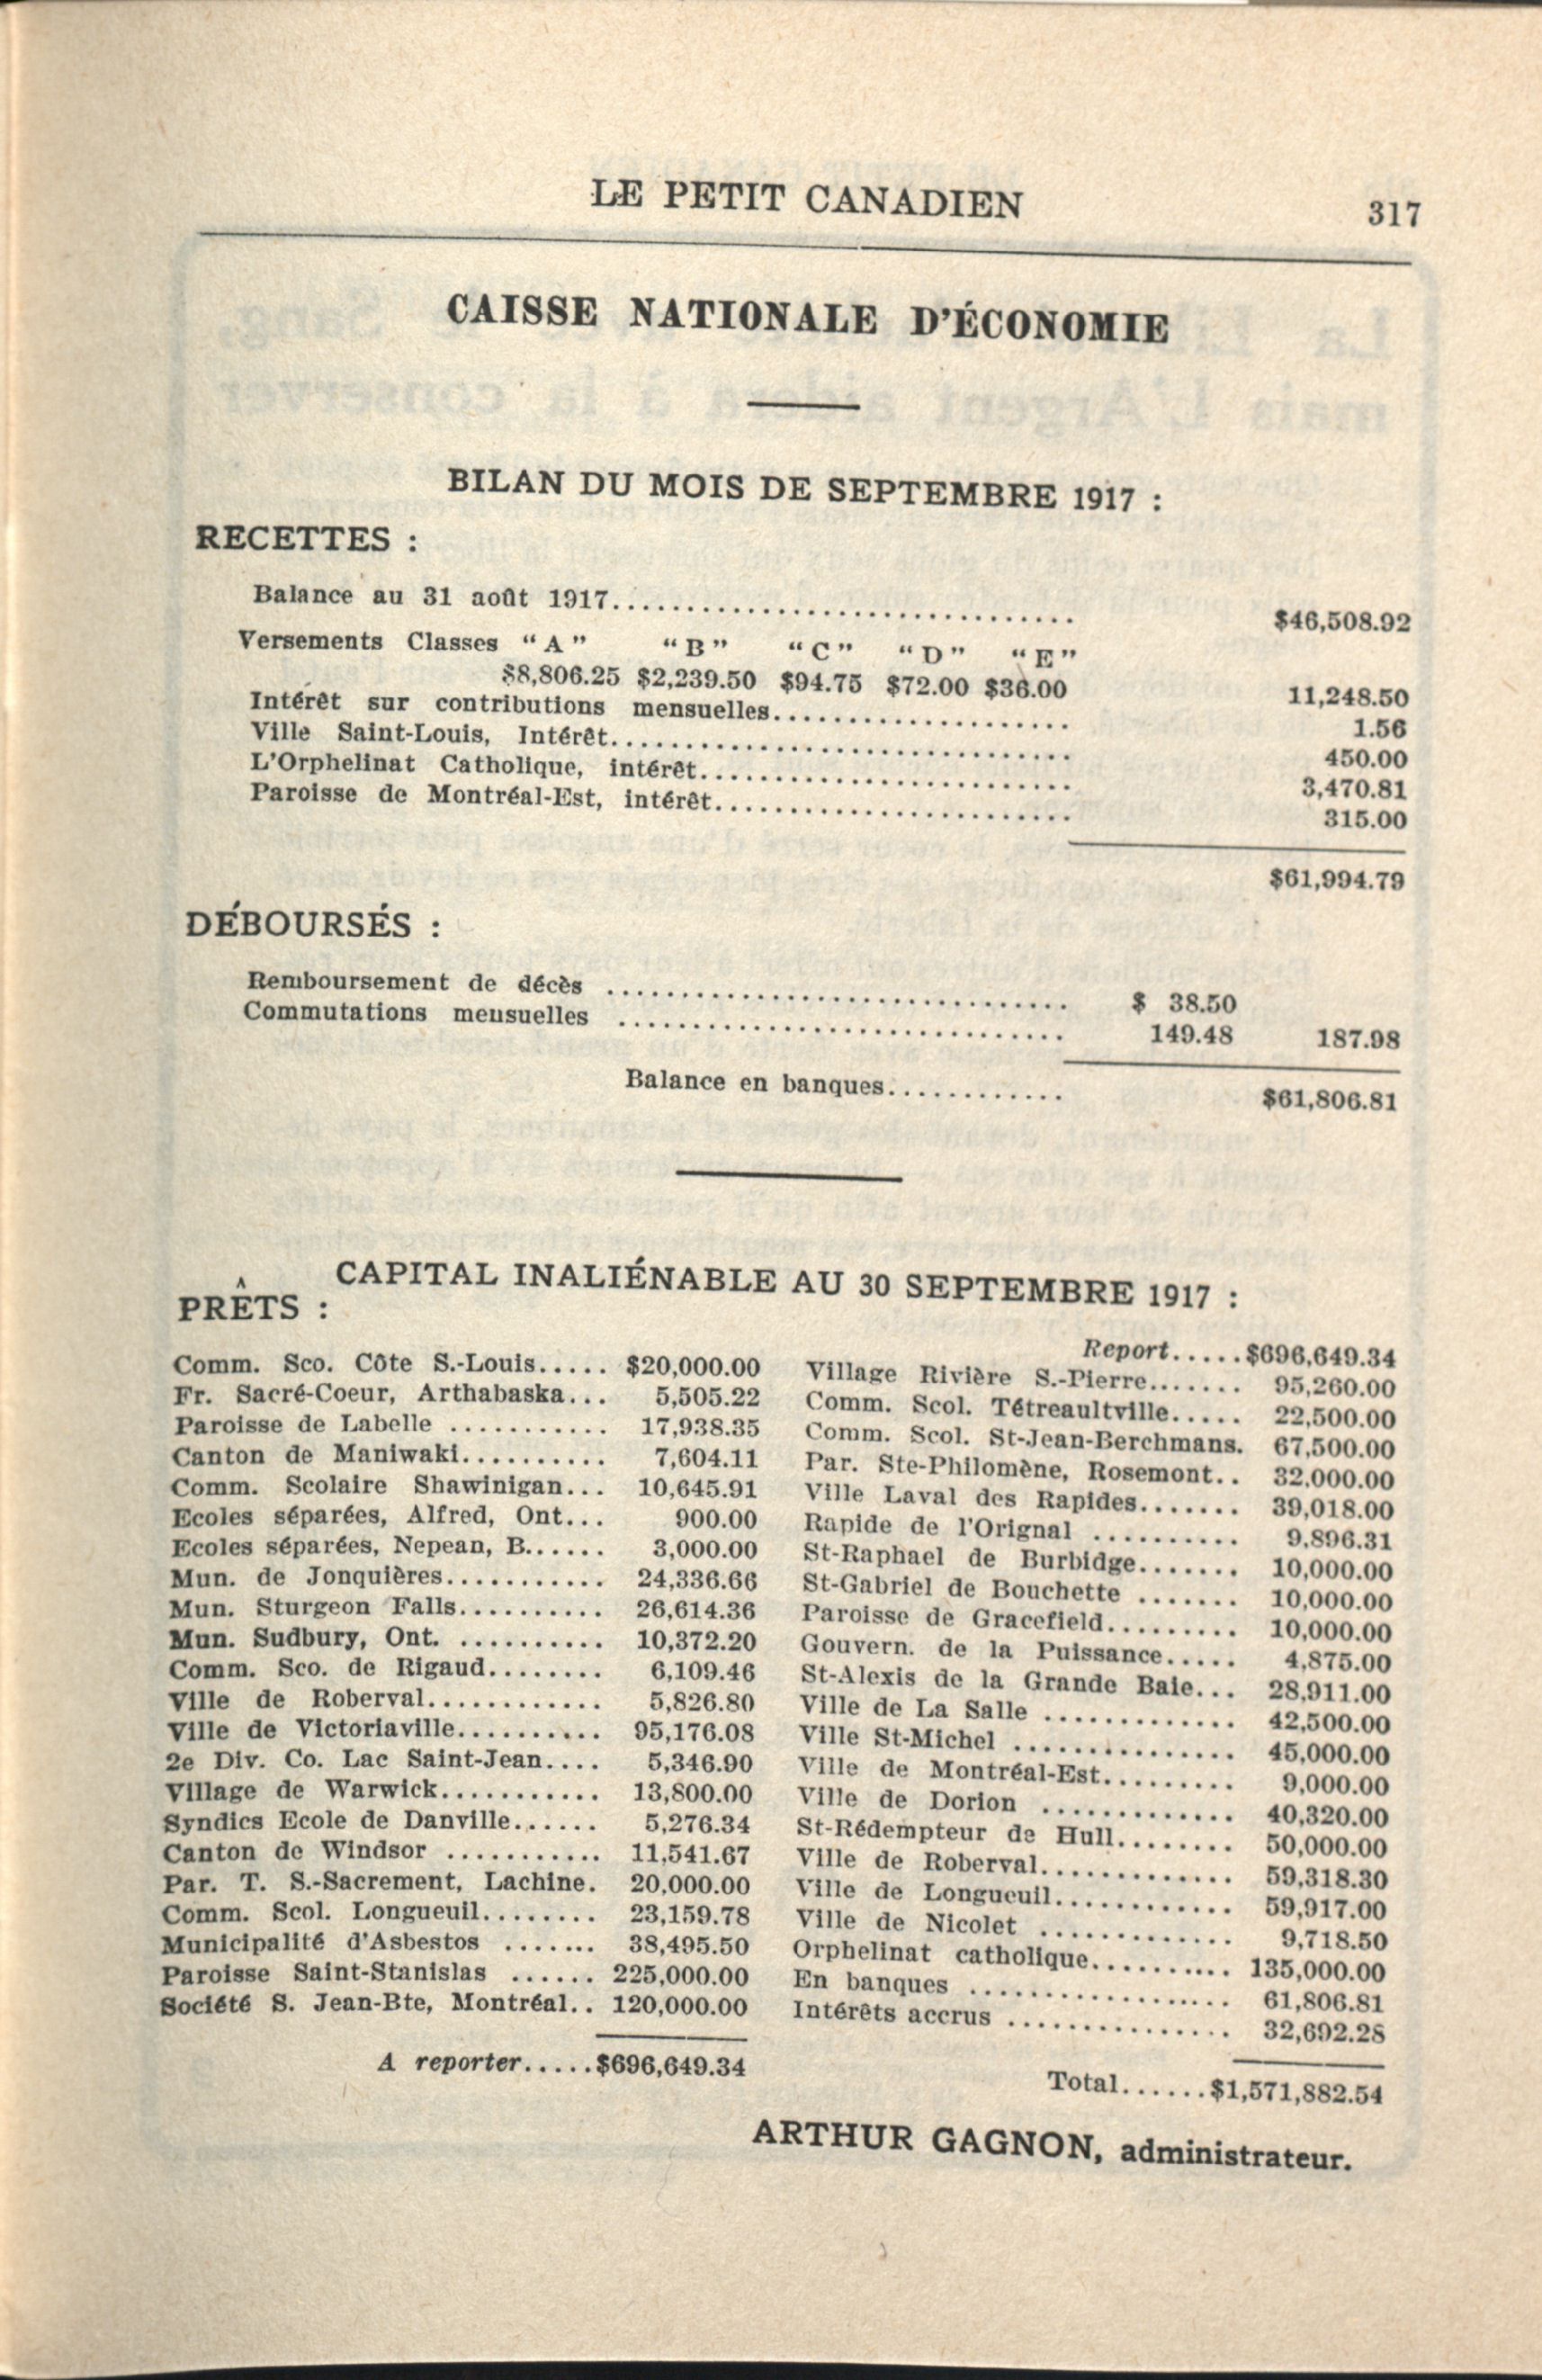 LE PETIT CANADIEN 317
CAISSE NATIONALE D'ÉCONOMIE
BILAN DU MOIS DE SEPTEMBRE 1917 :
RECETTES :
Balance au 31 août 1917.............................. $46,508.92
Versements Classes “A” “B” “C” “D” “E”
$8,806.25 $2,239.50 $94.75 $72.00 $36.00 11,248.50
Intérêt sur contributions mensuelles.................... 1.56
Ville Saint-Louis, Intérêt.............................. 450.00
L'Orphelinat Catholique, intérêt........................ 3,470.81
Paroisse de Montréal-Est, intérêt....................... 315.00
$61,994.79
DÉBOURSÉS :
Remboursement de décès .............................. $ 38.50
Commutations mensuelles .............................. 149.48 187.98
Balance en banques............ $61,806.81
CAPITAL INALIÉNABLE AU 30 SEPTEMBRE 1917 :
PRÊTS :
Comm. Sco. Côte S.-Louis..... $20,000.00
Fr. Sacré-Coeur, Arthabaska... 5,505.22
Paroisse de Labelle ........... 17,938.35
Canton de Maniwaki.......... 7,604.11
Comm. Scolaire Shawinigan... 10,645.91
Ecoles séparées, Alfred, Ont... 900.00
Ecoles séparées, Nepean, B...... 3,000.00
Mun. de Jonquières........... 24,336.66
Mun. Sturgeon Falls.......... 26,614.36
Mun. Sudbury, Ont. .......... 10,372.20
Comm. Sco. de Rigaud........ 6,109.46
Ville de Roberval............ 5,826.80
Ville de Victoriaville.......... 95,176.08
2e Div. Co. Lac Saint-Jean.... 5,346.90
Village de Warwick........... 13,800.00
Syndics Ecole de Danville...... 5,276.34
Canton de Windsor ........... 11,541.67
Par. T. S.-Sacrement, Lachine. 20,000.00
Comm. Scol. Longueuil........ 23,159.78
Municipalité d'Asbestos ....... 38,495.50
Paroisse Saint-Stanislas ...... 225,000.00
Société S. Jean-Bte, Montréal.. 120,000.00
A reporter.....$696,649.34
Report.....$696,649.34
Village Rivière S.-Pierre....... 95,260.00
Comm. Scol. Tétreaultville..... 22,500.00
Comm. Scol. St-Jean-Berchmans. 67,500.00
Par. Ste-Philomène, Rosemont.. 32,000.00
Ville Laval des Rapides....... 39,018.00
Rapide de l'Orignal .......... 9,896.31
St-Raphael de Burbidge....... 10,000.00
St-Gabriel de Bouchette ....... 10,000.00
Paroisse de Gracefield......... 10,000.00
Gouvern. de la Puissance..... 4,875.00
St-Alexis de la Grande Baie... 28,911.00
Ville de La Salle ............. 42,500.00
Ville St-Michel ............... 45,000.00
Ville de Montréal-Est......... 9,000.00
Ville de Dorion ............. 40,320.00
St-Rédempteur de Hull........ 50,000.00
Ville de Roberval............. 59,318.30
Ville de Longueuil............ 59,917.00
Ville de Nicolet ............. 9,718.50
Orphelinat catholique.......... 135,000.00
En banques .................. 61,806.81
Intérêts accrus ............... 32,692.28
Total......$1,571,882.54
ARTHUR GAGNON, administrateur.